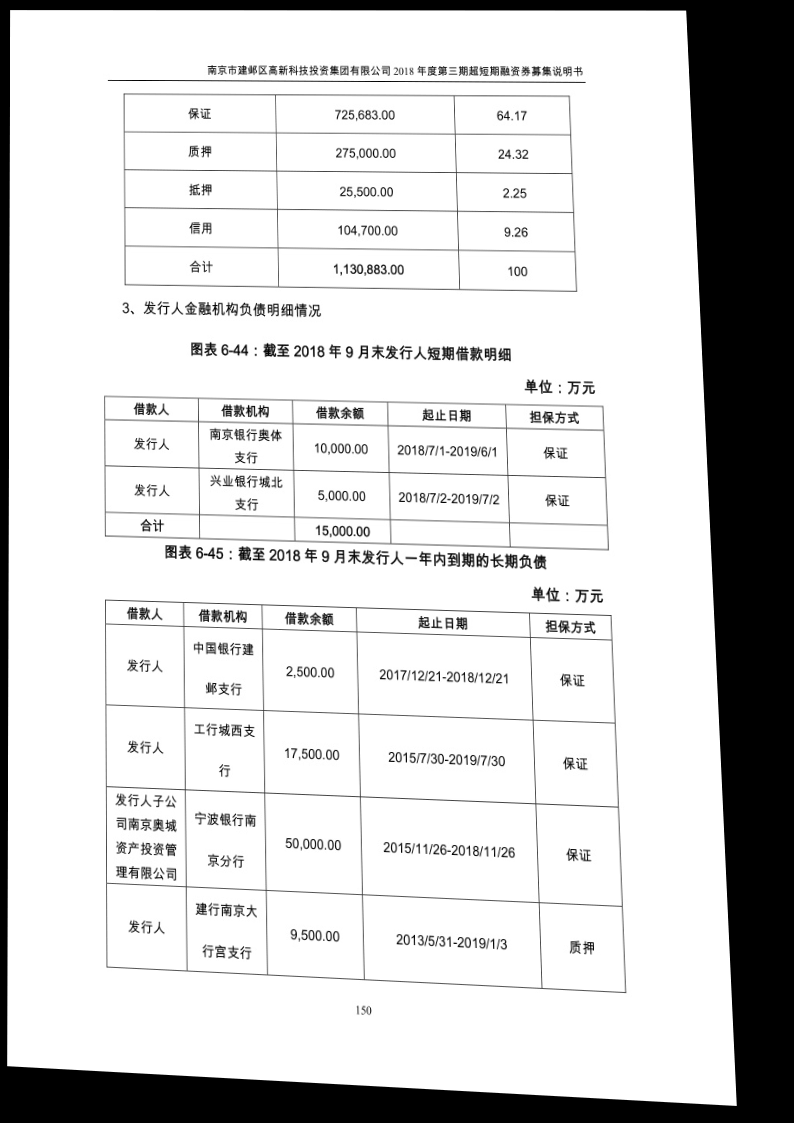 南京市建邺区高新科技投资集团有限公司 2018 年度第三期超短期融资券募集说明书
保证 725,683.00 64.17
质押 275,000.00 24.32
抵押 25,500.00 2.25
信用 104,700.00 9.26
合计 1,130,883.00 100
3、发行人金融机构负债明细情况
图表 6-44：截至 2018 年 9 月末发行人短期借款明细
单位：万元
借款人 借款机构 借款余额 起止日期 担保方式
发行人 南京银行奥体支行 10,000.00 2018/7/1-2019/6/1 保证
发行人 兴业银行城北支行 5,000.00 2018/7/2-2019/7/2 保证
合计 15,000.00
图表 6-45：截至 2018 年 9 月末发行人一年内到期的长期负债
单位：万元
借款人 借款机构 借款余额 起止日期 担保方式
发行人 中国银行建邺支行 2,500.00 2017/12/21-2018/12/21 保证
发行人 工行城西支行 17,500.00 2015/7/30-2019/7/30 保证
发行人子公司南京奥城资产投资管理有限公司 宁波银行南京分行 50,000.00 2015/11/26-2018/11/26 保证
发行人 建行南京大行宫支行 9,500.00 2013/5/31-2019/1/3 质押
150